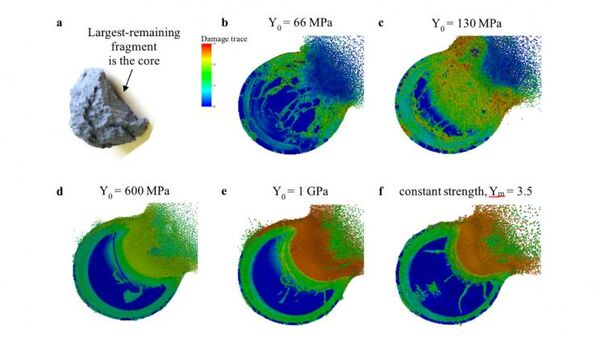 a
Largest-remaining
fragment
is the core
b
Y0 = 66 MPa
Damage trace
c
Y0 = 130 MPa
d
Y0 = 600 MPa
e
Y0 = 1 GPa
f
constant strength, Ym = 3.5